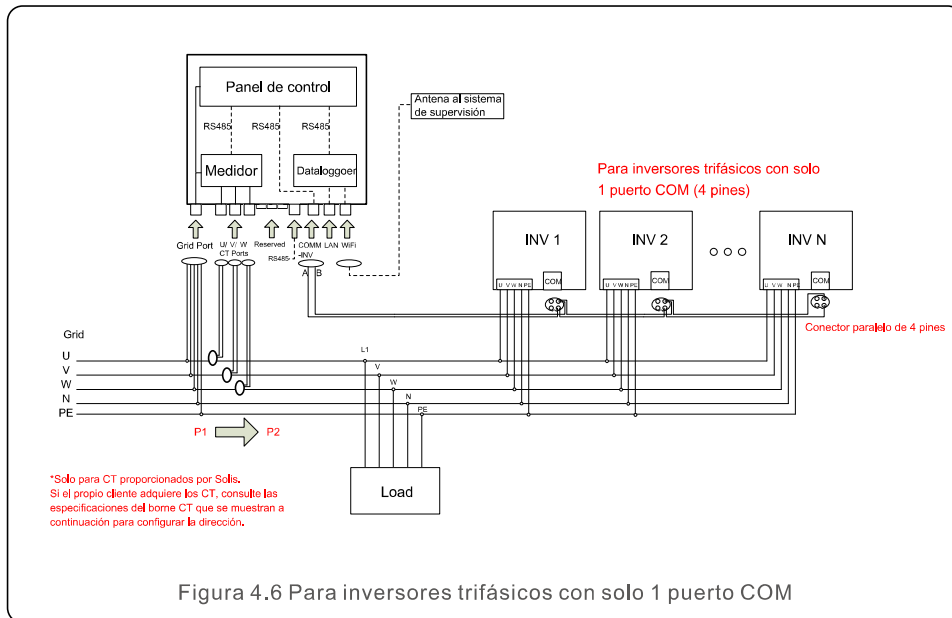 Panel de control
RS485
RS485
RS485
Medidor
Dataloggoer
Antena al sistema
de supervisión
Para inversores trifásicos con solo
1 puerto COM (4 pines)
Grid Port
U/ V/ W
CT Ports
Reserved
RS485-
COMM
-INV
LAN
WiFi
A
B
INV 1
INV 2
INV N
COM
COM
COM
U V W N PE
U V W N PE
U V W N PE
Conector paralelo de 4 pines
Grid
U
V
W
N
PE
L1
V
W
N
PE
P1
P2
Load
*Solo para CT proporcionados por Solis.
Si el propio cliente adquiere los CT, consulte las
especificaciones del borne CT que se muestran a
continuación para configurar la dirección.
Figura 4.6 Para inversores trifásicos con solo 1 puerto COM